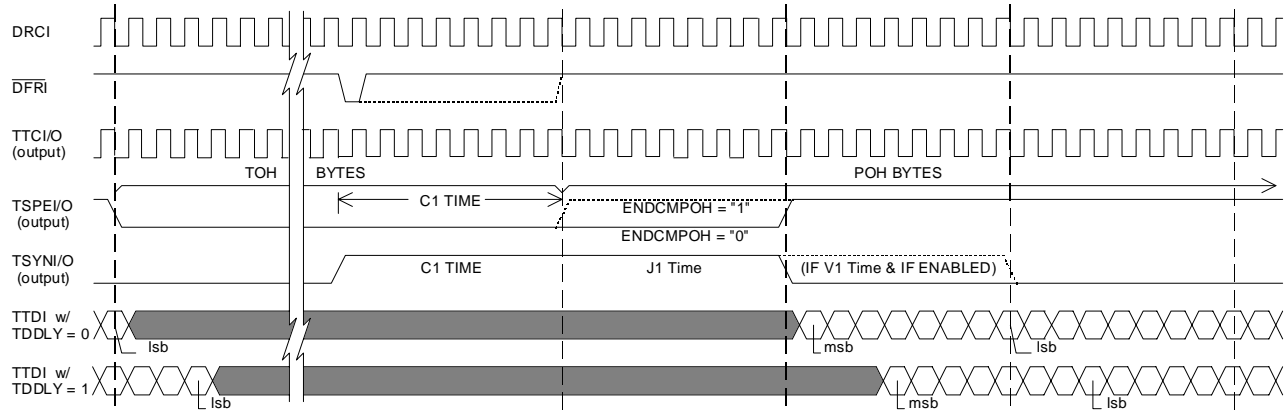 DRCI
DFRI
TTCI/O
(output)
TOH BYTES
POH BYTES
C1 TIME
TSPEI/O
(output)
ENDCMPOH = "1"
ENDCMPOH = "0"
TSYNI/O
(output)
C1 TIME
J1 Time
(IF V1 Time & IF ENABLED)
TTDI w/
TDDLY = 0
lsb
msb
lsb
TTDI w/
TDDLY = 1
lsb
msb
lsb